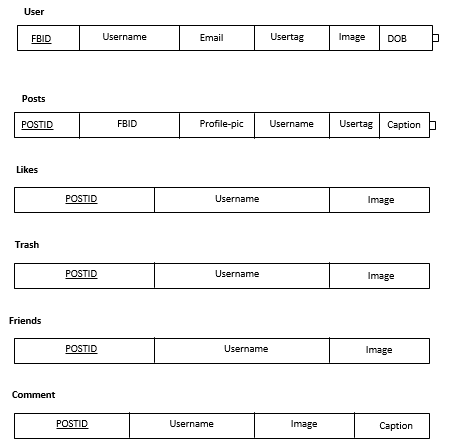 User
FBID Username Email Usertag Image DOB
Posts
POSTID FBID Profile-pic Username Usertag Caption
Likes
POSTID Username Image
Trash
POSTID Username Image
Friends
POSTID Username Image
Comment
POSTID Username Image Caption